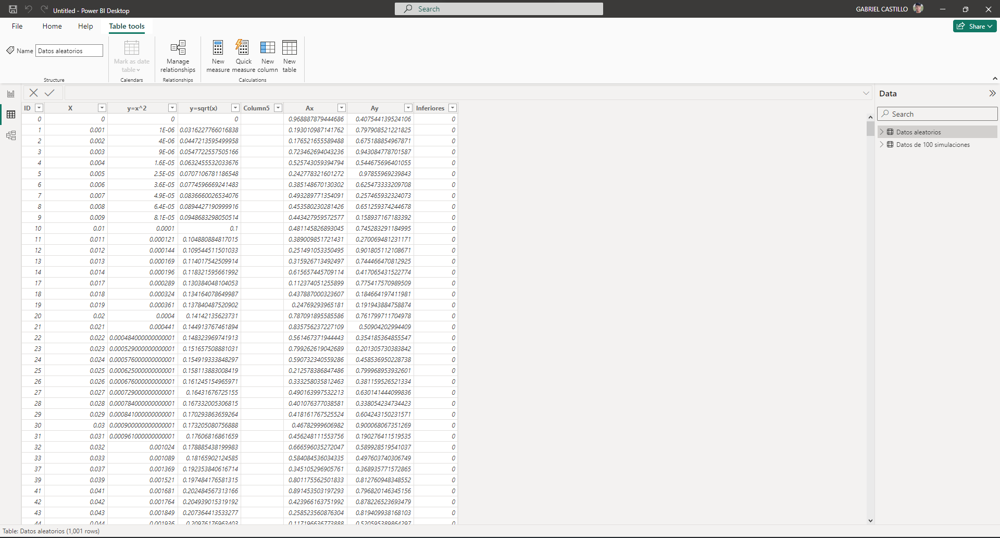 Untitled - Power BI Desktop
Search
GABRIEL CASTILLO
File Home Help Table tools
Share
Name Datos aleatorios
Mark as date table
Manage relationships
New measure
Quick measure
New column
New table
Structure Calendars Relationships Calculations
ID X y=x^2 y=sqrt(x) Column5 Ax Ay Inferiores
0 0 0 0 0.968887879444686 0.407544139524106 0
1 0.001 1E-06 0.0316227766016838 0.193010987141762 0.797908521221825 0
2 0.002 4E-06 0.0447213595499958 0.176521655589488 0.675188854967871 0
3 0.003 9E-06 0.0547722557505166 0.723462694043236 0.943084778701587 0
4 0.004 1.6E-05 0.0632455532033676 0.525743059394794 0.544675696401055 0
5 0.005 2.5E-05 0.0707106781186548 0.242778321601272 0.97855969239843 0
6 0.006 3.6E-05 0.0774596669241483 0.385148670130302 0.625473333209708 0
7 0.007 4.9E-05 0.0836660026534076 0.493289771354091 0.257465932324073 0
8 0.008 6.4E-05 0.0894427190999916 0.453580230281426 0.651259374244678 0
9 0.009 8.1E-05 0.0948683298050514 0.443427959572577 0.158937167183392 0
10 0.01 0.0001 0.1 0.481145826893045 0.745283291184995 0
11 0.011 0.000121 0.104880884817015 0.389009851721431 0.270069481231171 0
12 0.012 0.000144 0.109544511501033 0.251491053350495 0.901805112108671 0
13 0.013 0.000169 0.114017542509914 0.315926713492497 0.744466470812925 0
14 0.014 0.000196 0.118321595661992 0.615657445709114 0.417065431522774 0
17 0.017 0.000289 0.130384048104053 0.112374051255899 0.775417570989509 0
18 0.018 0.000324 0.134164078649987 0.437887000323607 0.184664197411981 0
19 0.019 0.000361 0.137840487520902 0.24769293965181 0.191943884758874 0
20 0.02 0.0004 0.14142135623731 0.787091895585586 0.761799711704978 0
21 0.021 0.000441 0.144913767461894 0.835756237227109 0.50904202994409 0
22 0.022 0.000484000000000001 0.148323969741913 0.561467371944443 0.354185364855547 0
23 0.023 0.000529000000000001 0.151657508881031 0.799262619042689 0.201305730383842 0
24 0.024 0.000576000000000001 0.154919333848297 0.590732340559286 0.458536950228738 0
25 0.025 0.000625000000000001 0.158113883008419 0.212578386847486 0.799968953932601 0
26 0.026 0.000676000000000001 0.161245154965971 0.333258035812463 0.381159526521334 0
27 0.027 0.000729000000000001 0.16431676725155 0.490163997532213 0.630141444099836 0
28 0.028 0.000784000000000001 0.167332005306815 0.401076377038581 0.338054234734423 0
29 0.029 0.000841000000000001 0.170293863659264 0.418161767525524 0.604243150231571 0
30 0.03 0.000900000000000001 0.173205080756888 0.46782999606982 0.900068067351269 0
31 0.031 0.000961000000000001 0.17606816861659 0.456248111553756 0.190276411519535 0
32 0.032 0.001024 0.178885438199983 0.666596035272047 0.589928519541037 0
33 0.033 0.001089 0.18165902124585 0.584084536034335 0.497603740306749 0
37 0.037 0.001369 0.192353840616714 0.345105296905761 0.368935771572865 0
39 0.039 0.001521 0.197484176581315 0.801175562501833 0.812760948348552 0
41 0.041 0.001681 0.202484567313166 0.891453503197293 0.796820146345156 0
42 0.042 0.001764 0.204939015319192 0.423966163751992 0.878226523693479 0
43 0.043 0.001849 0.207364413533277 0.258523560876304 0.819409938168103 0
44 0.044 0.001936 0.20976176963403 0.117196636773888 0.520595389864297 0
Data
Search
Datos aleatorios
Datos de 100 simulaciones
Table: Datos aleatorios (1,001 rows)